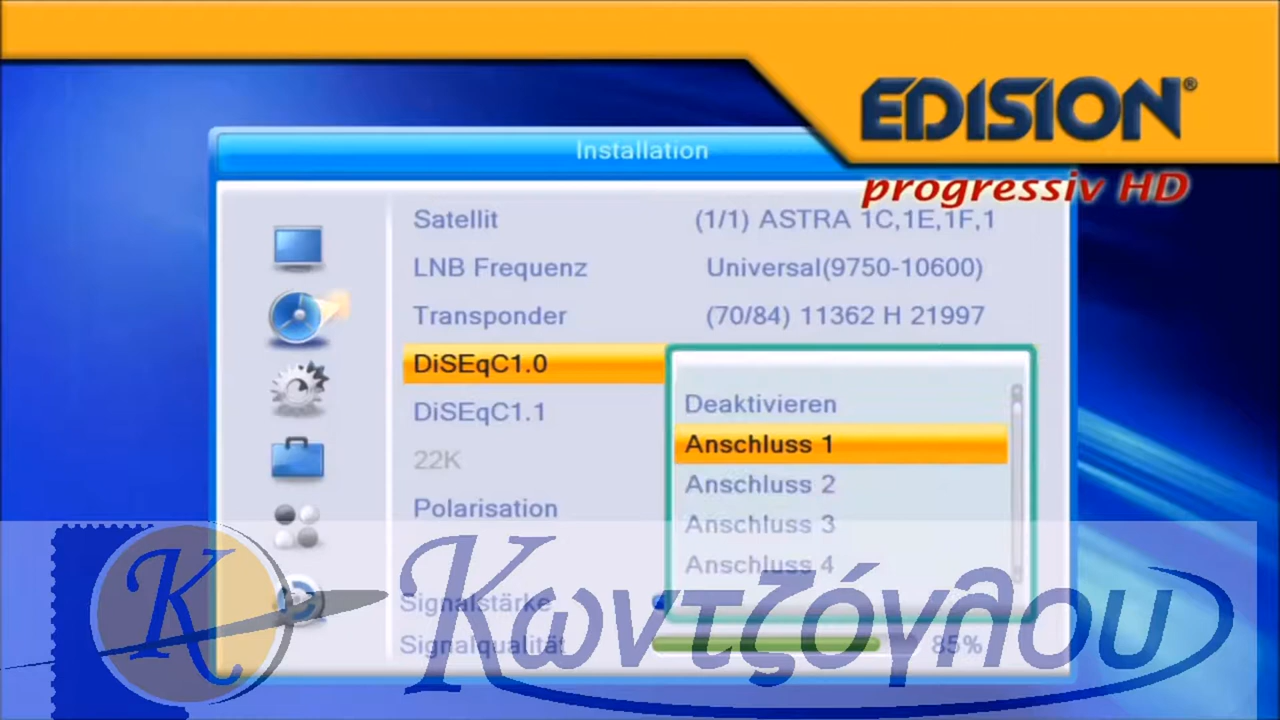 EDISION®
progressiv HD
Installation
Satellit (1/1) ASTRA 1C,1E,1F,1
LNB Frequenz Universal(9750-10600)
Transponder (70/84) 11362 H 21997
DiSEqC1.0
Deaktivieren
DiSEqC1.1
Anschluss 1
22K
Anschluss 2
Polarisation
Anschluss 3
Anschluss 4
Signalstärke
Signalqualität 85%
K Κωντζόγλου